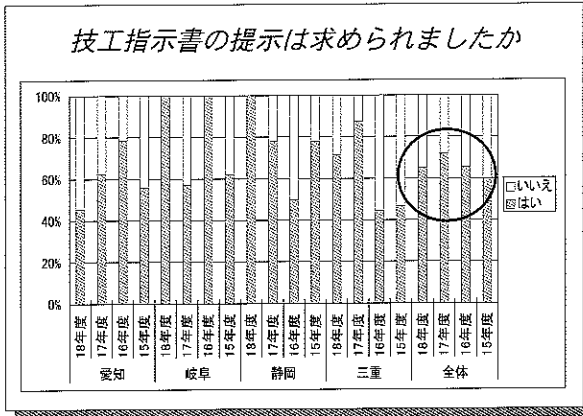 技工指示書の提示は求められましたか
100%
80%
60%
40%
20%
0%
18年度 17年度 16年度 15年度 18年度 17年度 16年度 15年度 18年度 17年度 16年度 15年度 18年度 17年度 16年度 15年度 18年度 17年度 16年度 15年度
愛知 岐阜 静岡 三重 全体
いいえ
はい